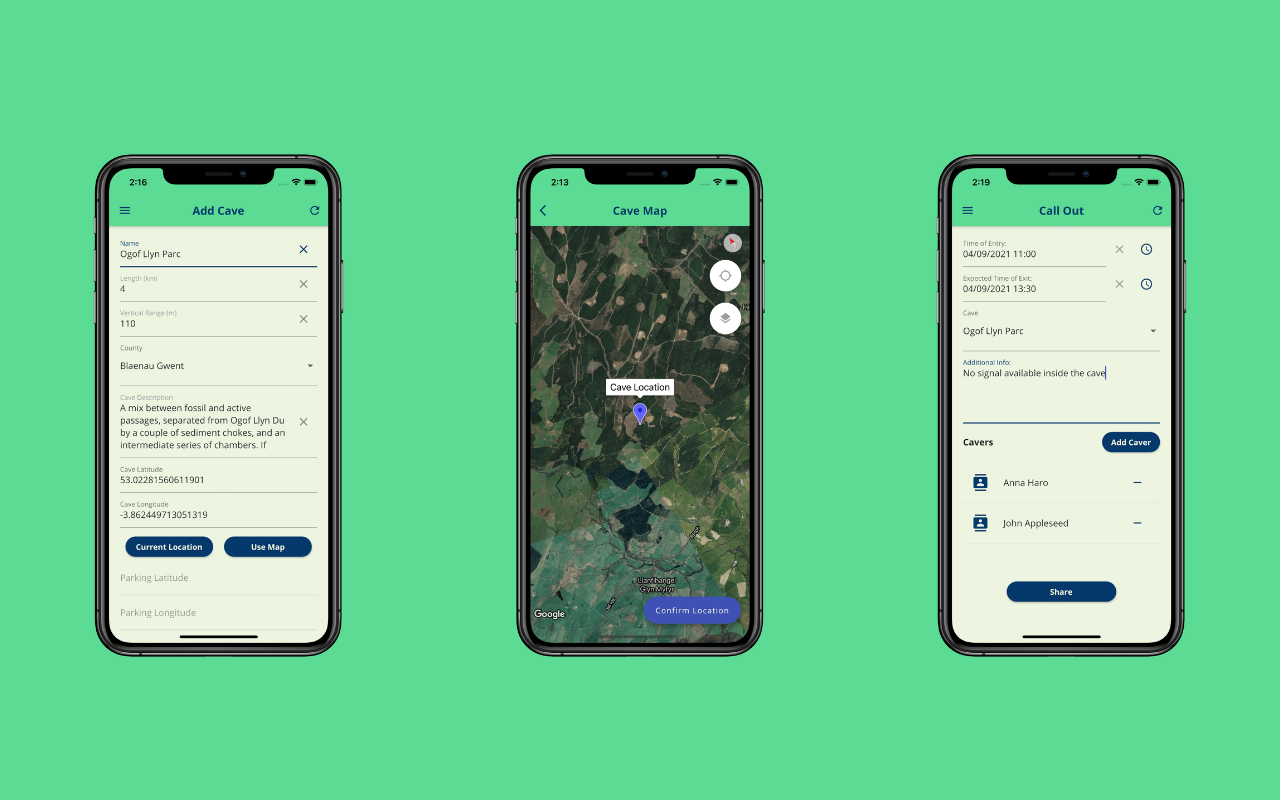 2:16
Add Cave
Name
Ogof Llyn Parc
Length (km)
4
Vertical Range (m)
110
County
Blaenau Gwent
Cave Description
A mix between fossil and active
passages, separated from Ogof Llyn Du
by a couple of sediment chokes, and an
intermediate series of chambers. If
Cave Latitude
53.02281560611901
Cave Longitude
-3.862449713051319
Current Location
Use Map
Parking Latitude
Parking Longitude
2:13
Cave Map
Cave Location
Llanfihangel
Glyn Myfyr
Google
Confirm Location
2:19
Call Out
Time of Entry:
04/09/2021 11:00
Expected Time of Exit:
04/09/2021 13:30
Cave
Ogof Llyn Parc
Additional Info:
No signal available inside the cave
Cavers
Add Caver
Anna Haro
John Appleseed
Share